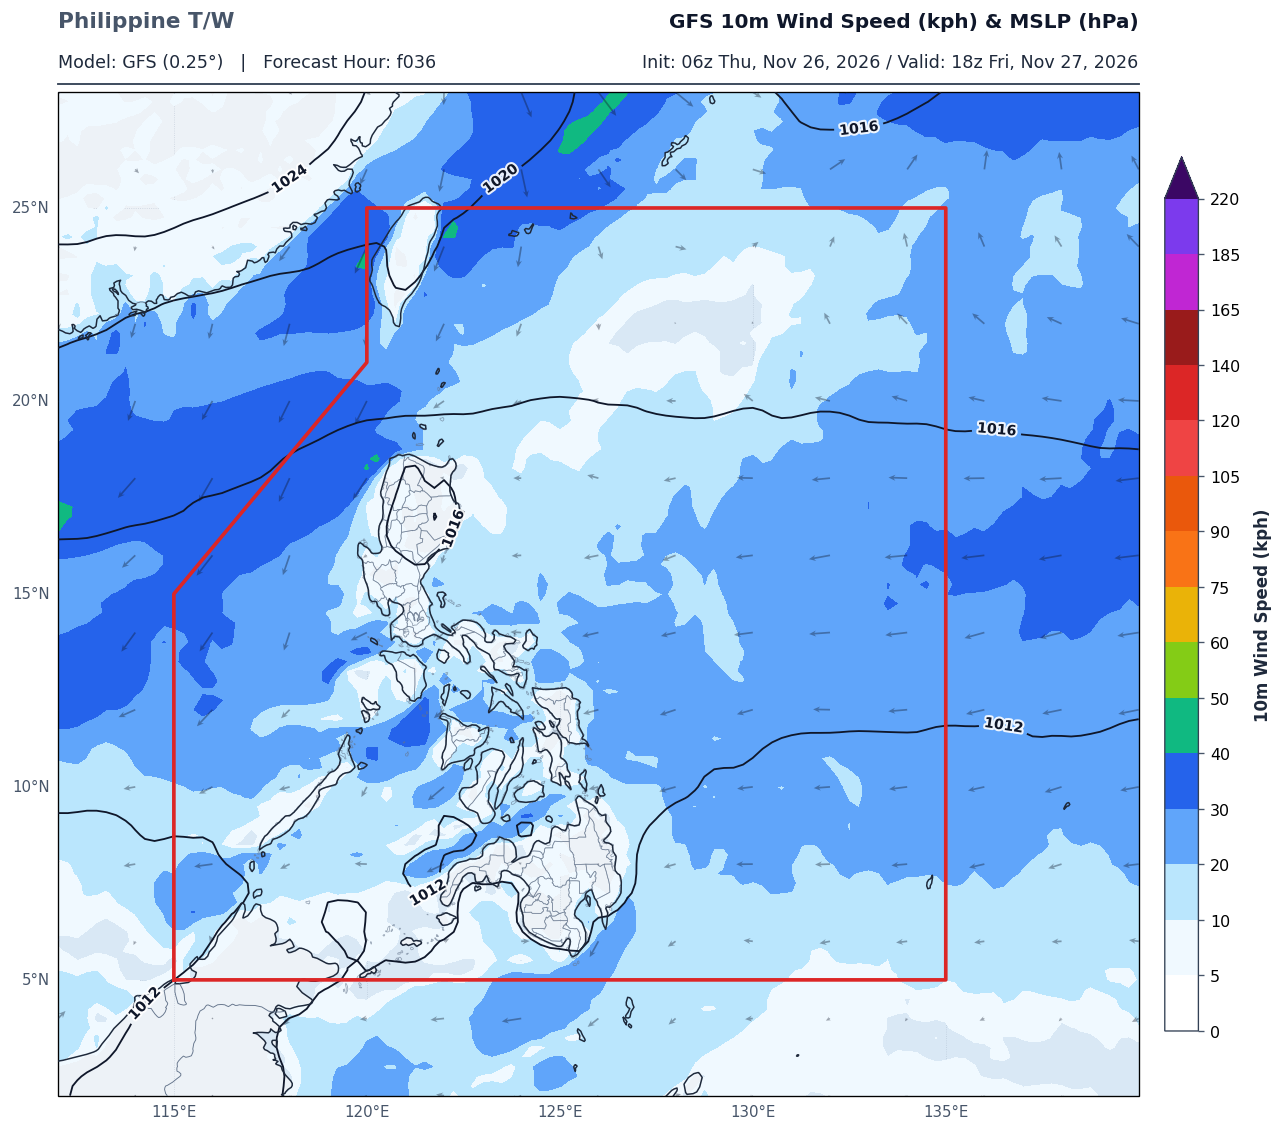 Philippine T/W
GFS 10m Wind Speed (kph) & MSLP (hPa)
Model: GFS (0.25°) | Forecast Hour: f036
Init: 06z Thu, Nov 26, 2026 / Valid: 18z Fri, Nov 27, 2026
1016
1024
1020
25°N
20°N
15°N
10°N
5°N
1016
1016
1012
1012
1012
115°E
120°E
125°E
130°E
135°E
220
185
165
140
120
105
90
75
60
50
40
30
20
10
5
0
10m Wind Speed (kph)